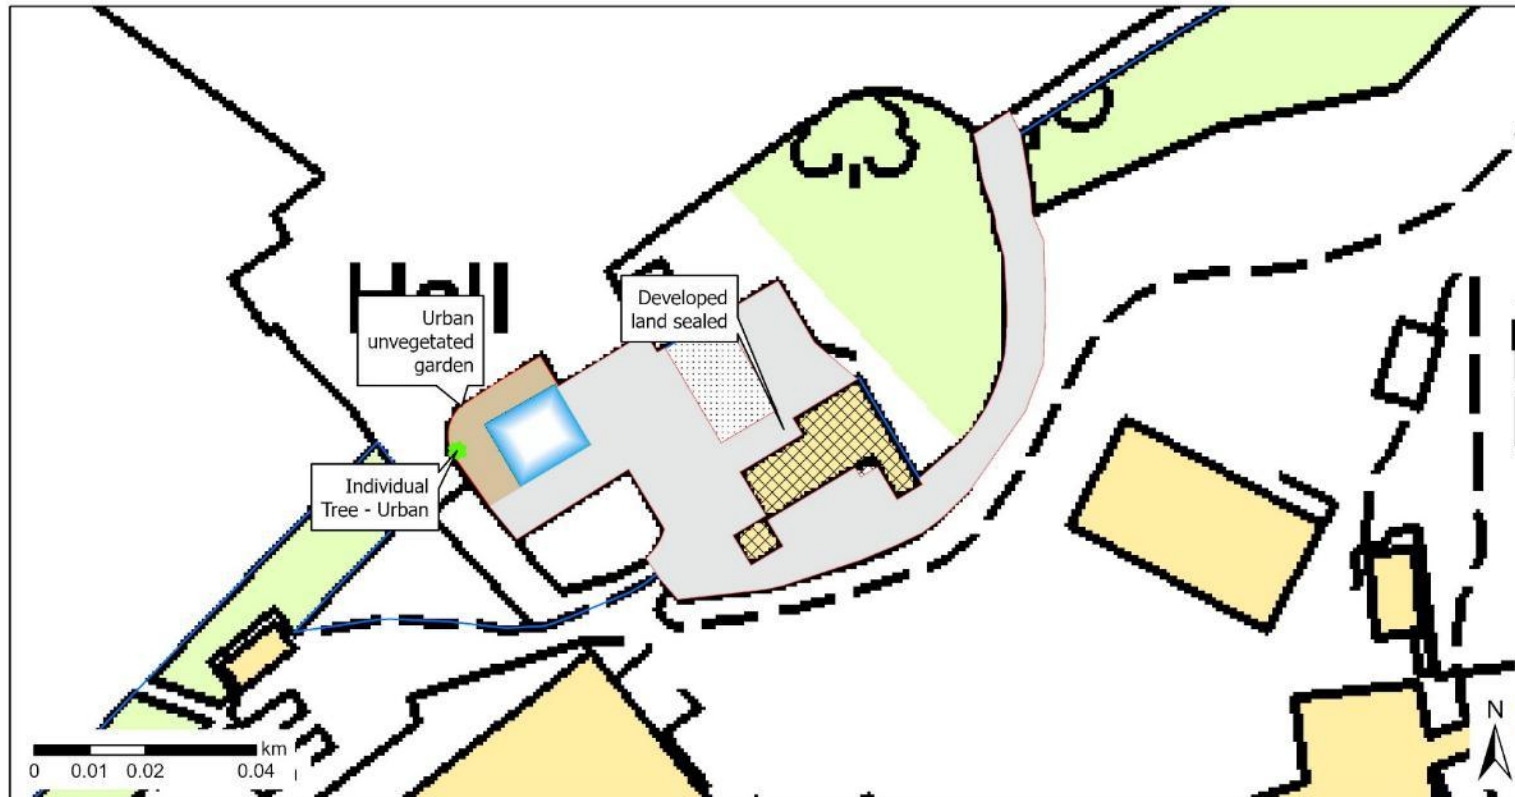 Hall
Developed
land sealed
Urban
unvegetated
garden
Individual
Tree - Urban
km
0 0.01 0.02 0.04
N